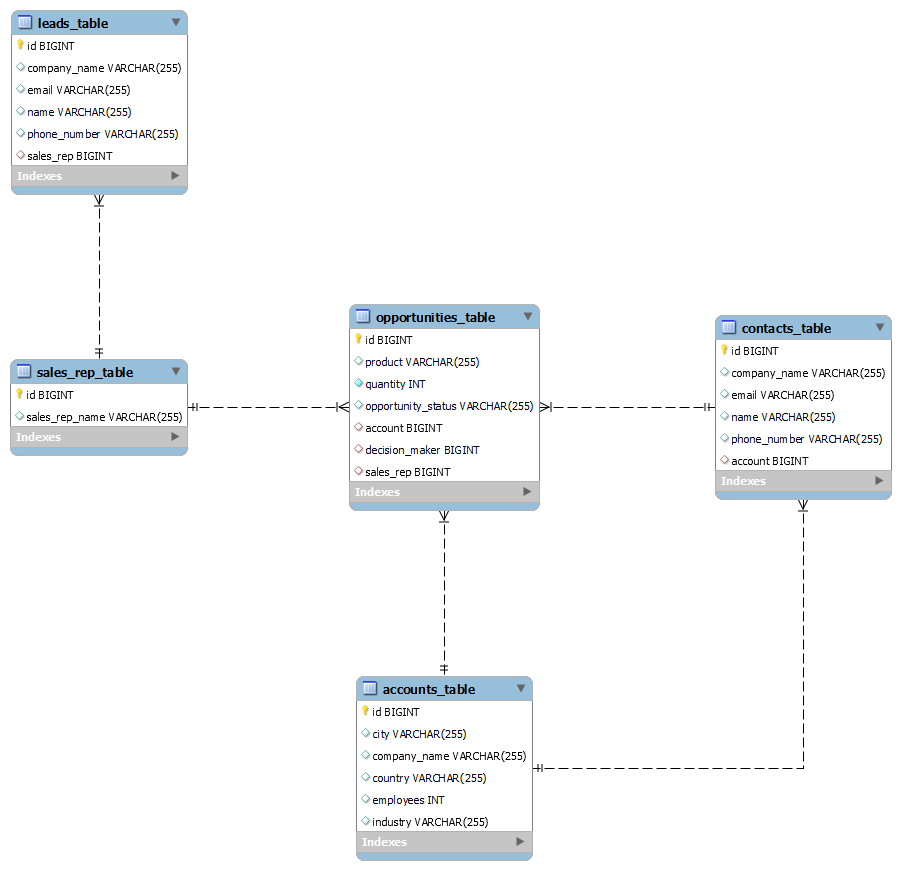 leads_table
id BIGINT
company_name VARCHAR(255)
email VARCHAR(255)
name VARCHAR(255)
phone_number VARCHAR(255)
sales_rep BIGINT
Indexes
sales_rep_table
id BIGINT
sales_rep_name VARCHAR(255)
Indexes
opportunities_table
id BIGINT
product VARCHAR(255)
quantity INT
opportunity_status VARCHAR(255)
account BIGINT
decision_maker BIGINT
sales_rep BIGINT
Indexes
contacts_table
id BIGINT
company_name VARCHAR(255)
email VARCHAR(255)
name VARCHAR(255)
phone_number VARCHAR(255)
account BIGINT
Indexes
accounts_table
id BIGINT
city VARCHAR(255)
company_name VARCHAR(255)
country VARCHAR(255)
employees INT
industry VARCHAR(255)
Indexes